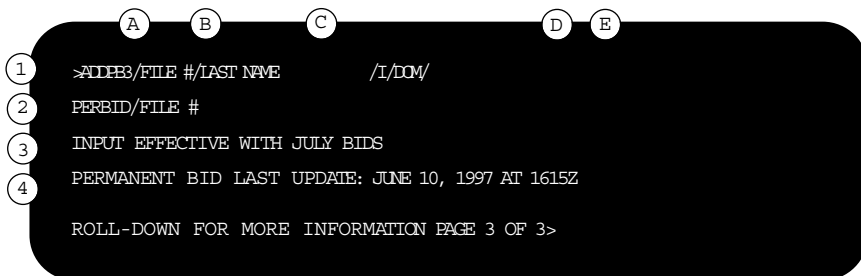 A B C D E
1 >ADDPB3/FILE #/LAST NAME /I/DOM/
2 PERBID/FILE #
3 INPUT EFFECTIVE WITH JULY BIDS
4 PERMANENT BID LAST UPDATE: JUNE 10, 1997 AT 1615Z
ROLL-DOWN FOR MORE INFORMATION PAGE 3 OF 3>